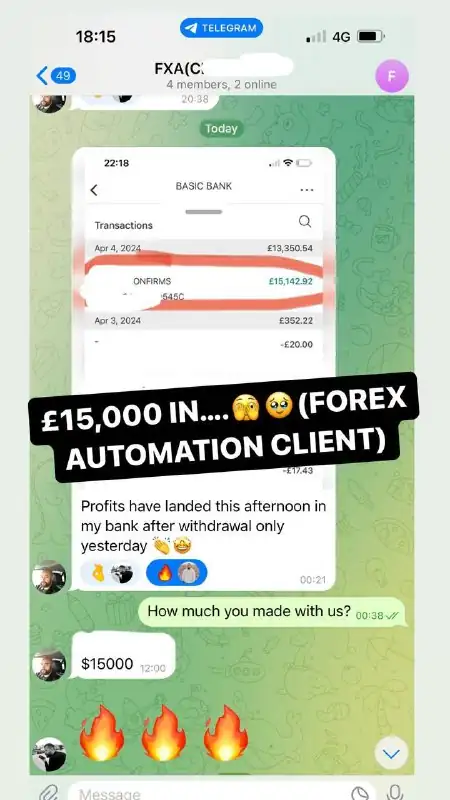 18:15
TELEGRAM
4G
49
FXA(C
4 members, 2 online
F
20:38
Today
22:18
BASIC BANK
Transactions
Apr 4, 2024 £13,350.54
ONFIRMS £15,142.92
545C
Apr 3, 2024 £352.22
-£20.00
£15,000 IN....🫣🥹(FOREX
AUTOMATION CLIENT)
-£17.43
Profits have landed this afternoon in
my bank after withdrawal only
yesterday 👏🤩
00:21
How much you made with us? 00:38
$15000 12:00
🔥🔥🔥
Message